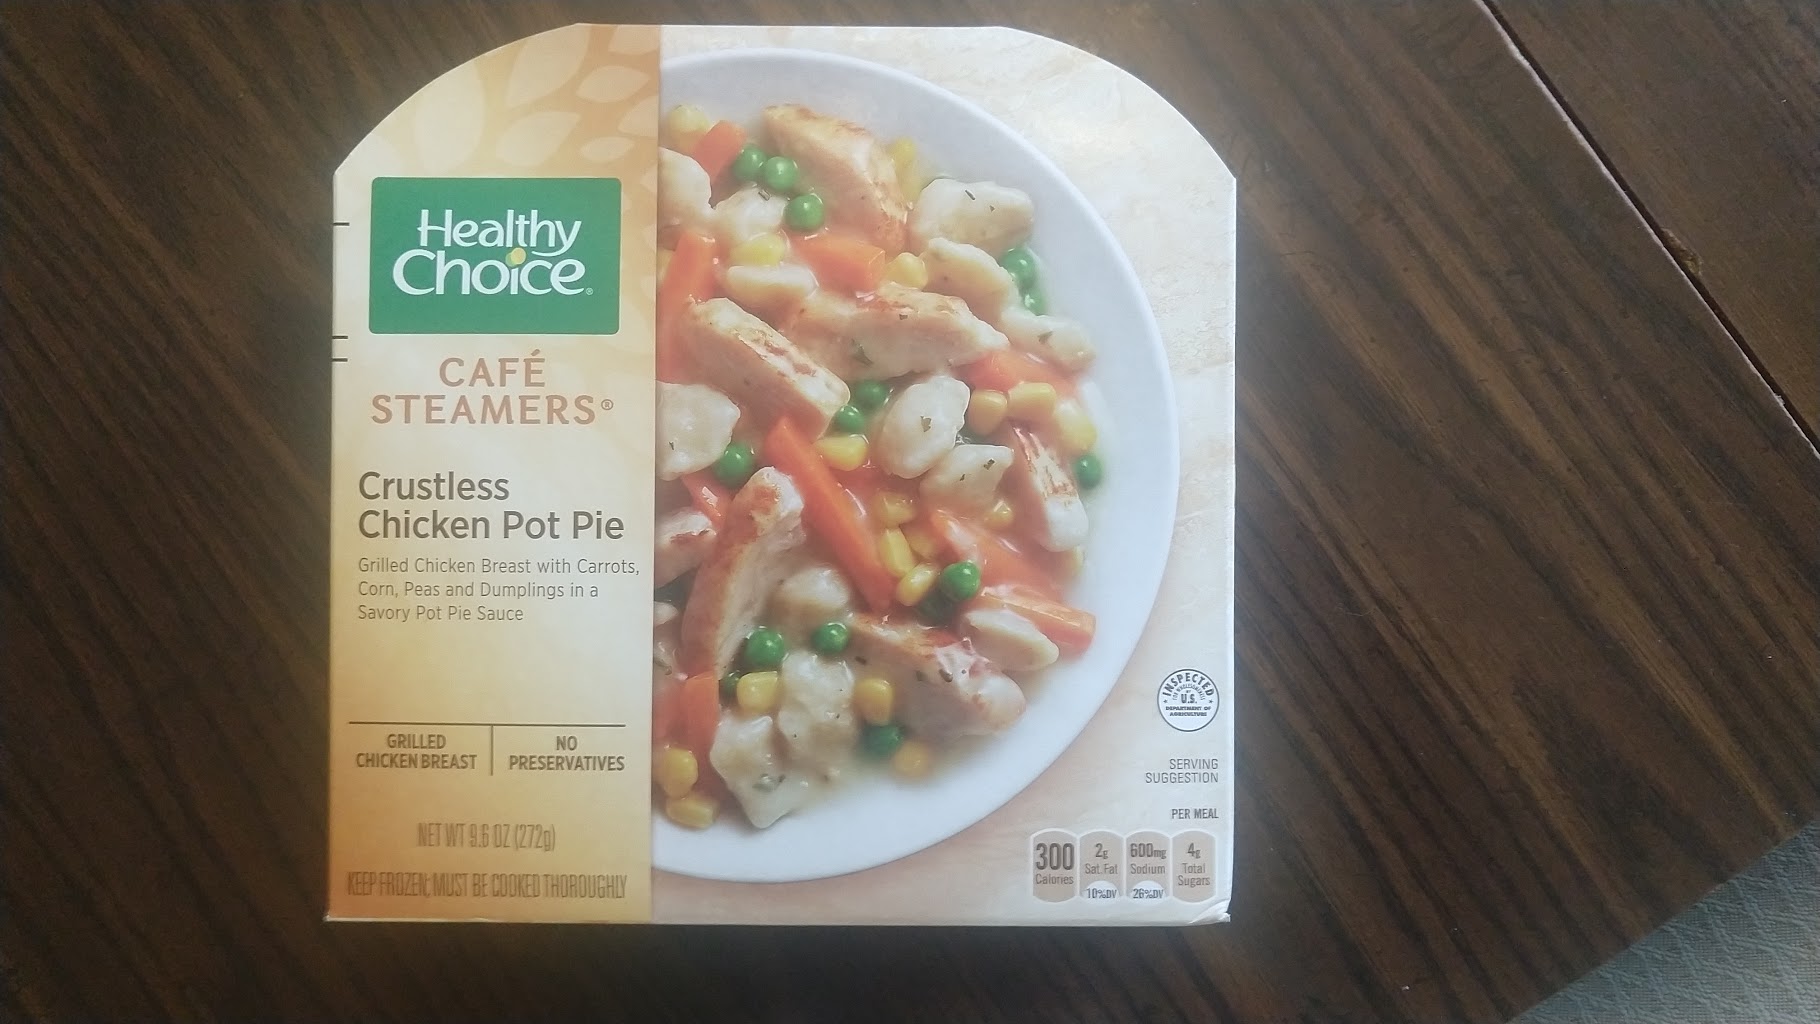 Healthy
Choice®
CAFÉ
STEAMERS®
Crustless
Chicken Pot Pie
Grilled Chicken Breast with Carrots,
Corn, Peas and Dumplings in a
Savory Pot Pie Sauce
GRILLED
CHICKEN BREAST
NO
PRESERVATIVES
NET WT 9.6 OZ (272g)
KEEP FROZEN; MUST BE COOKED THOROUGHLY
INSPECTED
U.S.
DEPARTMENT OF
AGRICULTURE
SERVING
SUGGESTION
PER MEAL
300
Calories
2g
Sat. Fat
10%DV
600mg
Sodium
26%DV
4g
Total
Sugars